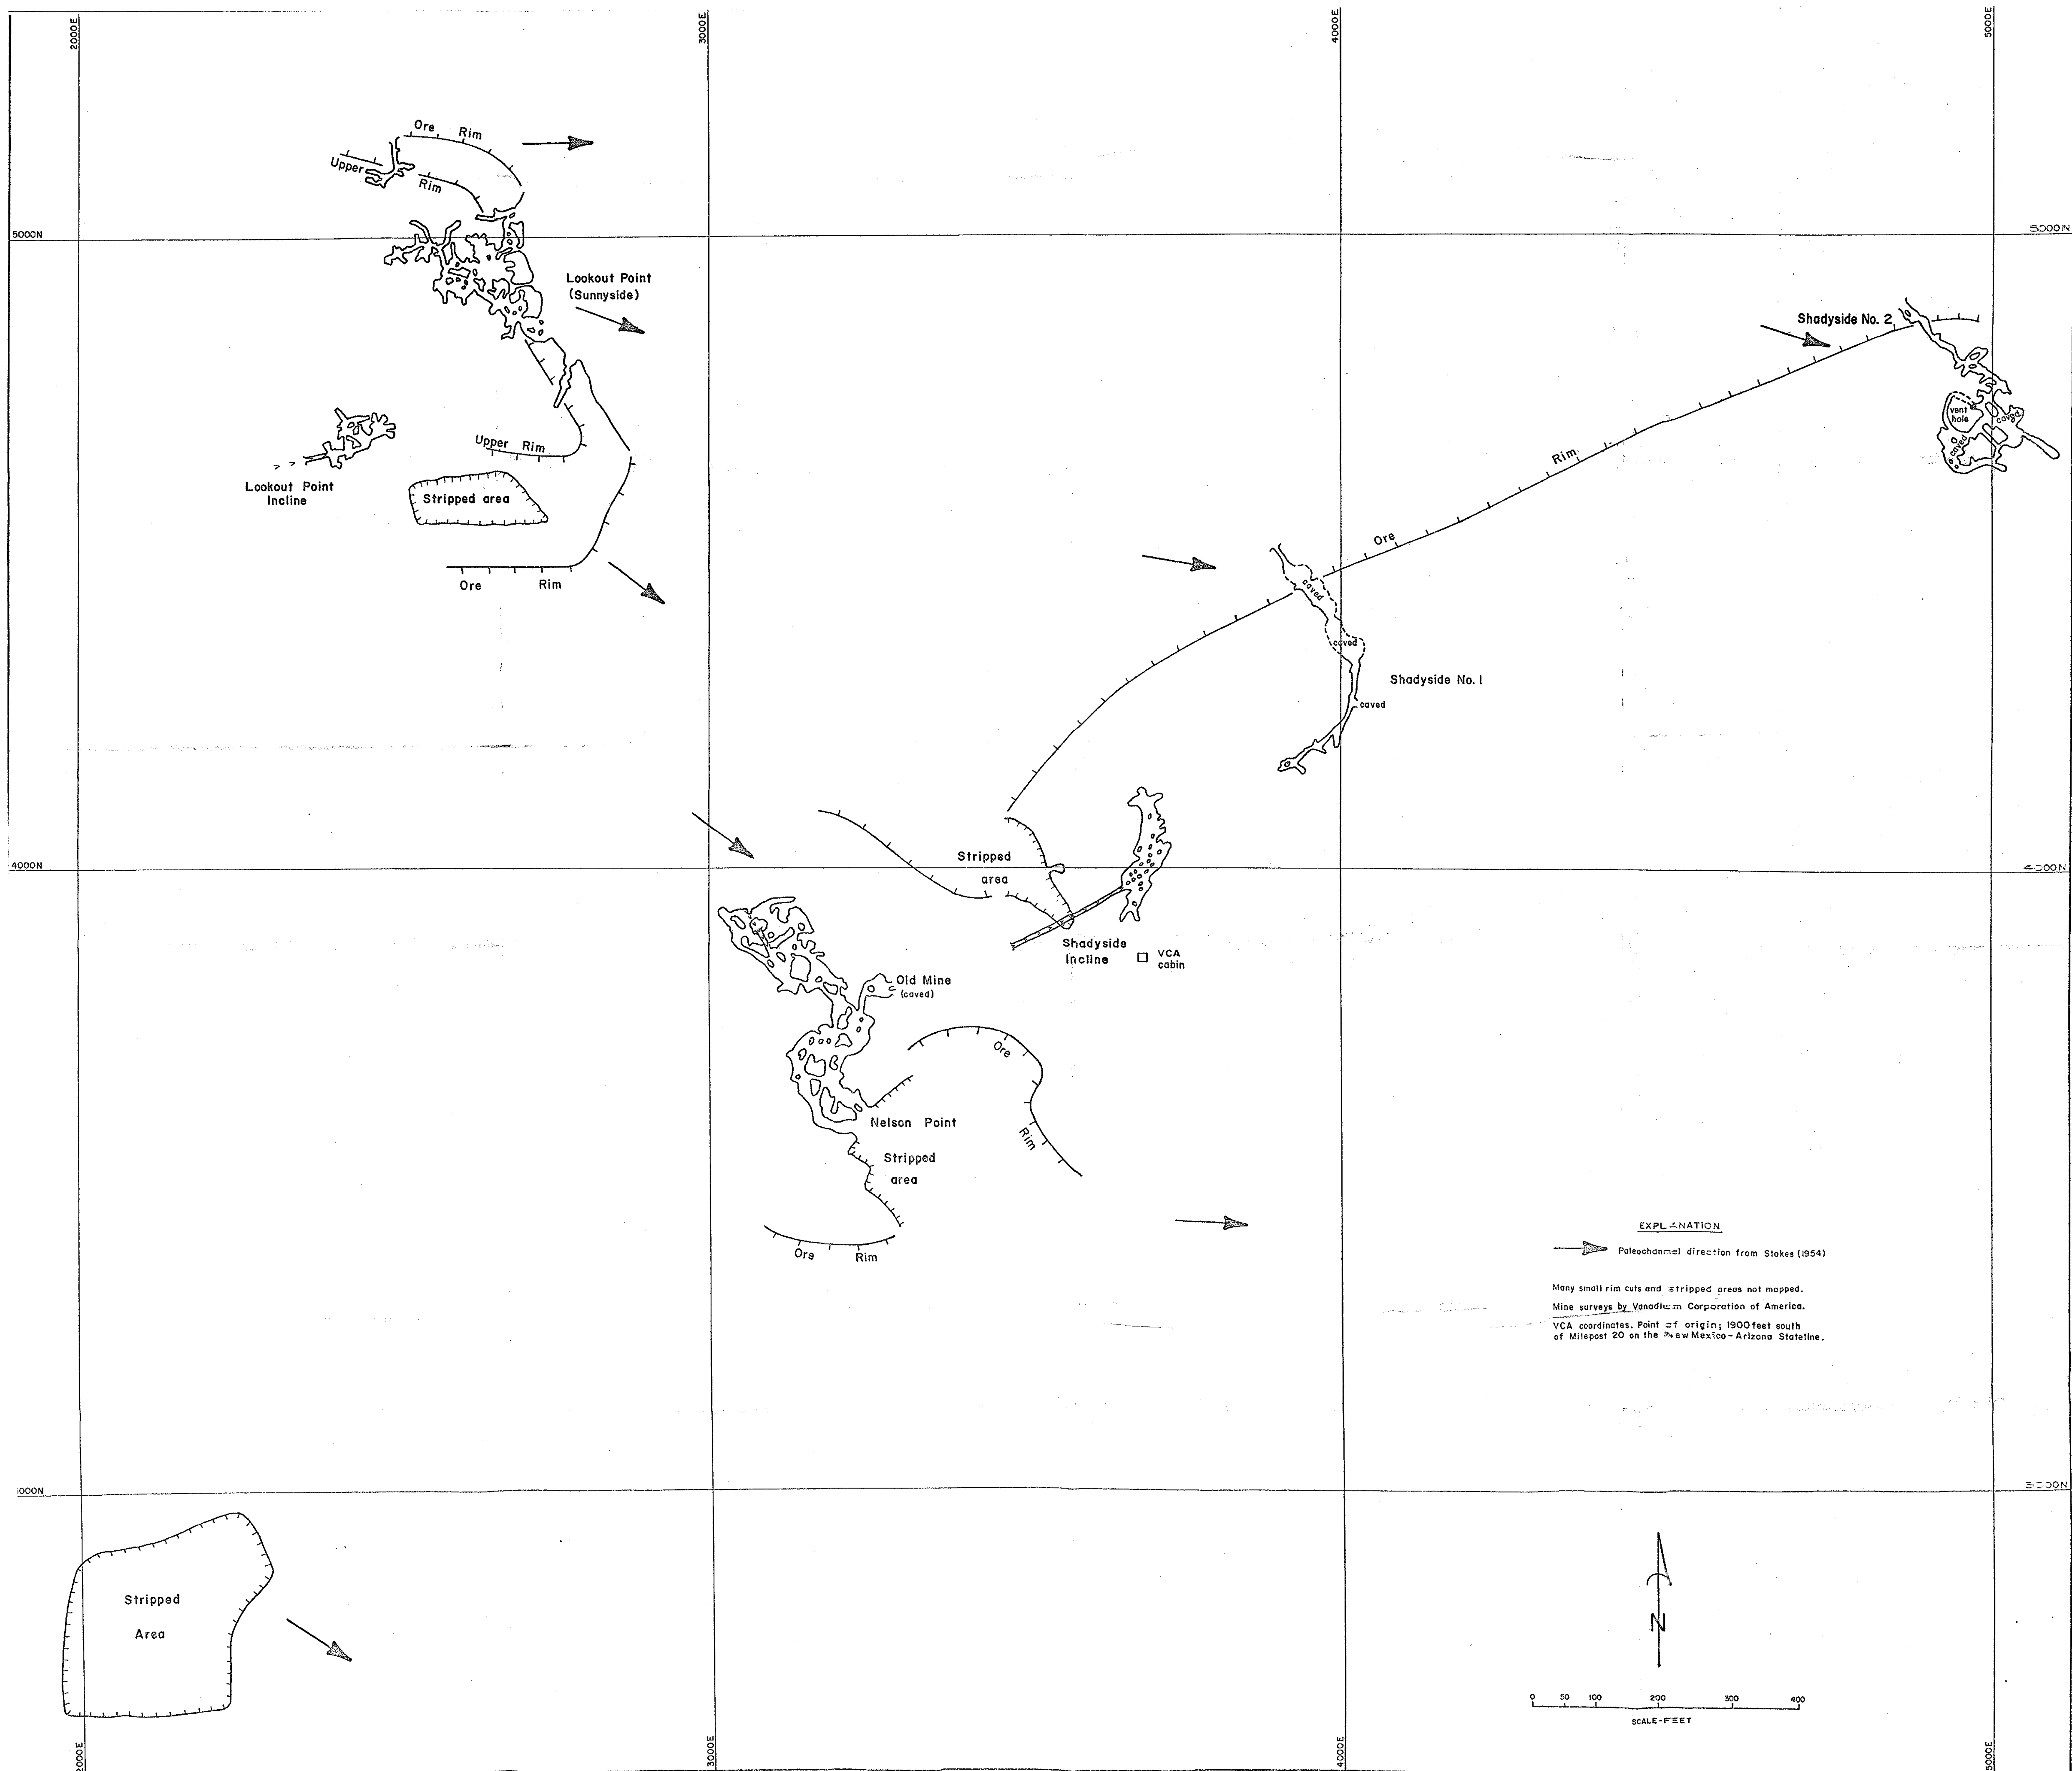 2000E
3000E
4000E
5000E
Ore Rim
Upper
Rim
5000N
5000N
Lookout Point
(Sunnyside)
Shadyside No. 2
vent
hole
caved
caved
Upper Rim
Rim
Lookout Point
Incline
Stripped area
Ore
Ore Rim
caved
caved
Shadyside No. 1
caved
Stripped
area
4000N
4000N
Shadyside
Incline
VCA
cabin
Old Mine
(caved)
Ore
Rim
Nelson Point
Stripped
area
Ore Rim
EXPLANATION
Paleochannel direction from Stokes (1954)
Many small rim cuts and stripped areas not mapped.
Mine surveys by Vanadium Corporation of America.
VCA coordinates. Point of origin; 1900 feet south
of Milepost 20 on the New Mexico - Arizona Stateline.
000N
3000N
Stripped
Area
N
0 50 100 200 300 400
SCALE-FEET
2000E
3000E
4000E
5000E